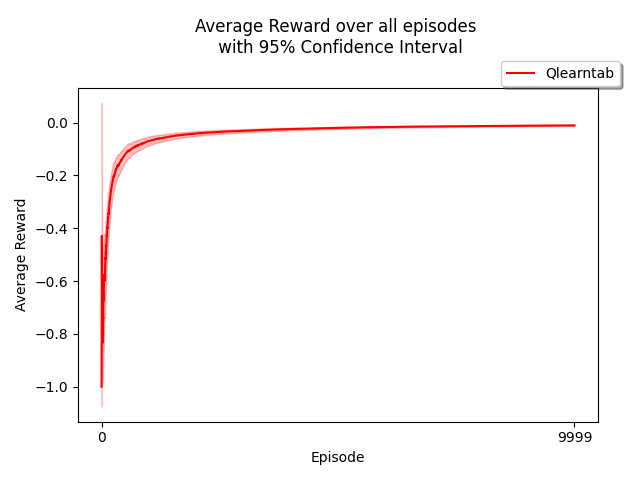 Average Reward over all episodes
with 95% Confidence Interval
Qlearntab
0.0
−0.2
−0.4
−0.6
−0.8
−1.0
Average Reward
0
9999
Episode